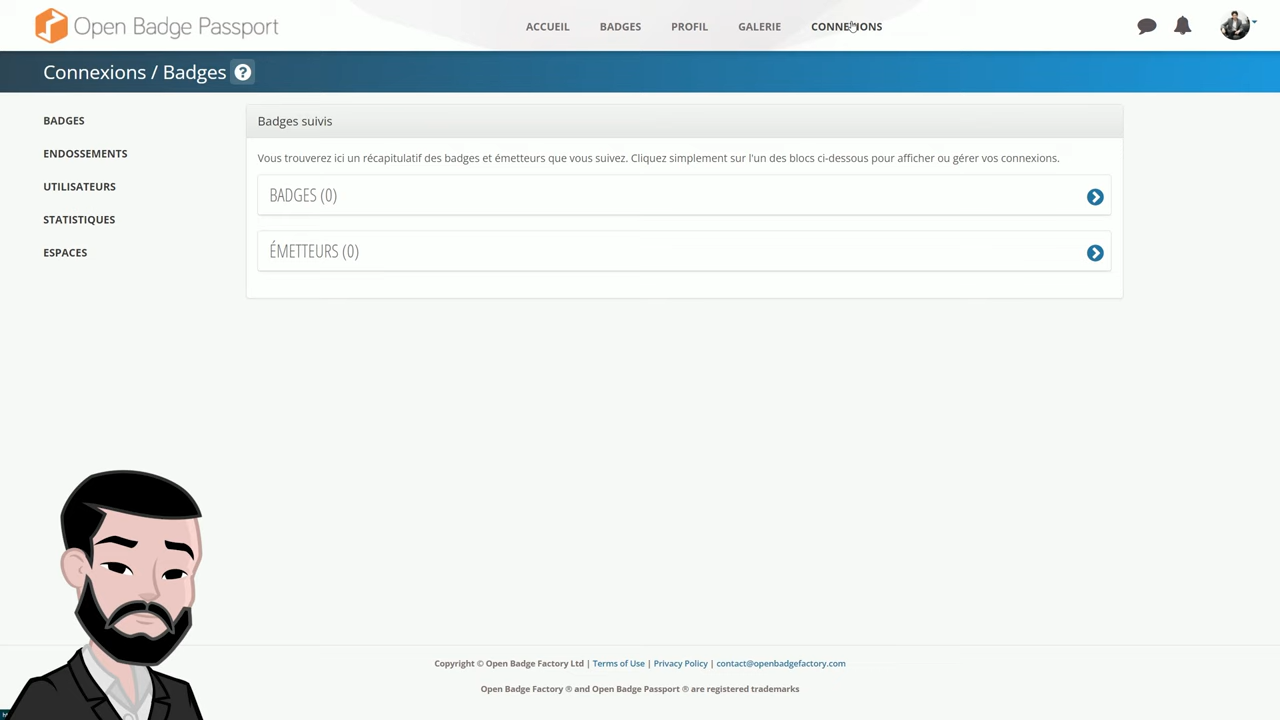 Open Badge Passport
ACCUEIL BADGES PROFIL GALERIE CONNEXIONS
Connexions / Badges ?
BADGES
ENDOSSEMENTS
UTILISATEURS
STATISTIQUES
ESPACES
Badges suivis
Vous trouverez ici un récapitulatif des badges et émetteurs que vous suivez. Cliquez simplement sur l'un des blocs ci-dessous pour afficher ou gérer vos connexions.
BADGES (0)
ÉMETTEURS (0)
Copyright © Open Badge Factory Ltd | Terms of Use | Privacy Policy | contact@openbadgefactory.com
Open Badge Factory ® and Open Badge Passport ® are registered trademarks